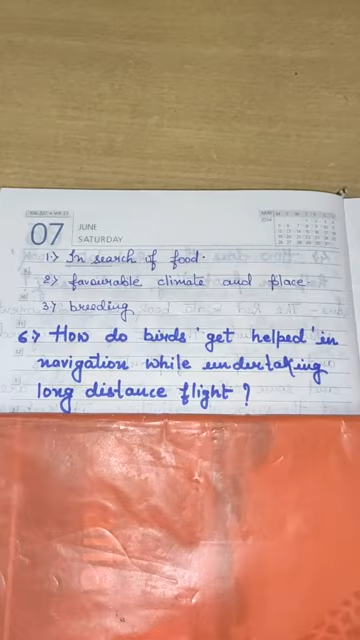 07
JUNE
SATURDAY
1> In search of food.
2> favourable climate and place
3> breeding
6> How do birds 'get helped' in
navigation while undertaking
long distance flight ?